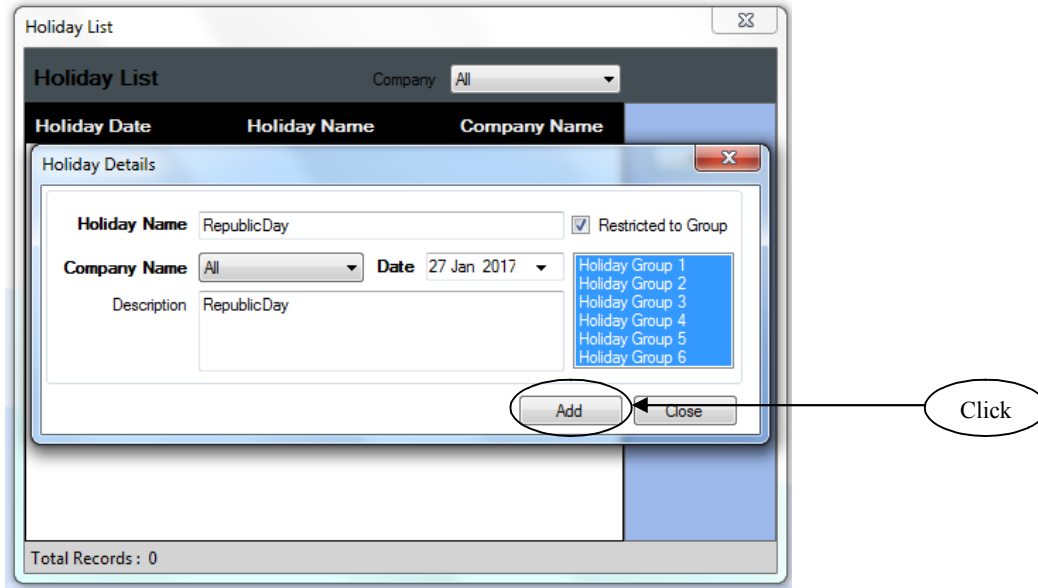 Holiday List
Holiday List Company All
Holiday Date Holiday Name Company Name
Holiday Details
Holiday Name RepublicDay Restricted to Group
Company Name All Date 27 Jan 2017 Holiday Group 1
Holiday Group 2
Description RepublicDay Holiday Group 3
Holiday Group 4
Holiday Group 5
Holiday Group 6
Add Close Click
Total Records : 0